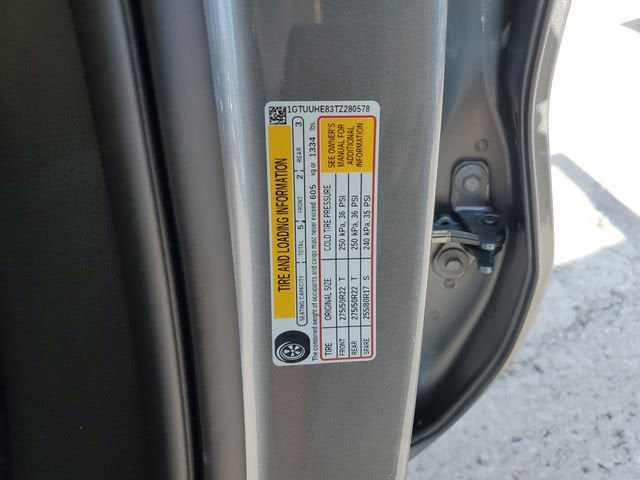 1GTUUHE83TZ280578
TIRE AND LOADING INFORMATION
SEATING CAPACITY TOTAL 5 FRONT 2 REAR 3
The combined weight of occupants and cargo must never exceed 605 kg or 1334 lbs.
TIRE ORIGINAL SIZE COLD TIRE PRESSURE
FRONT 275/50R22 T 250 kPa, 36 PSI
REAR 275/50R22 T 250 kPa, 36 PSI
SPARE 255/80R17 S 240 kPa, 35 PSI
SEE OWNER'S
MANUAL FOR
ADDITIONAL
INFORMATION